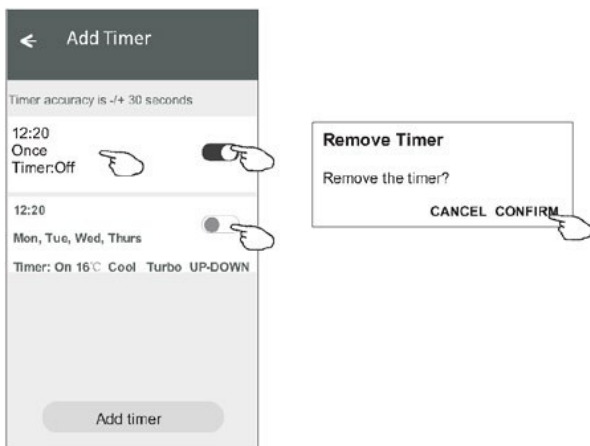 Add Timer
Timer accuracy is -/+ 30 seconds
12:20
Once
Timer:Off
12:20
Mon, Tue, Wed, Thurs
Timer: On 16℃ Cool Turbo UP-DOWN
Add timer
Remove Timer
Remove the timer?
CANCEL CONFIRM